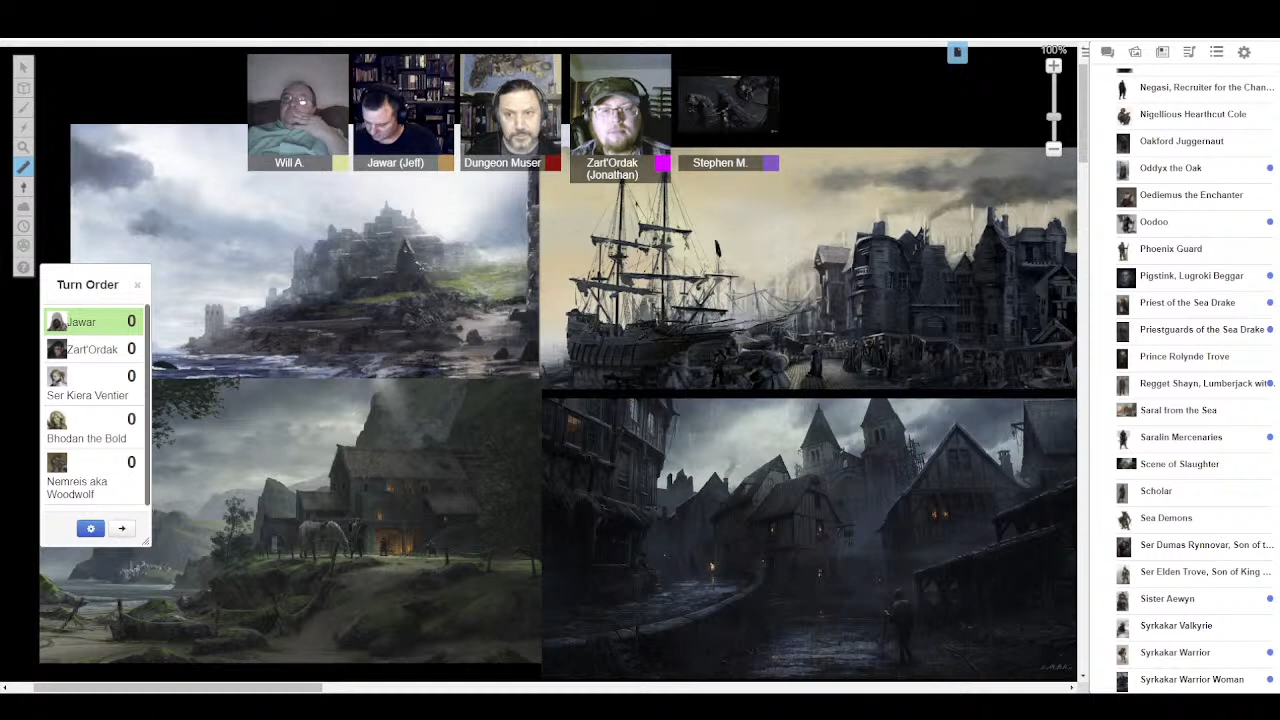 100%
Will A.
Jawar (Jeff)
Dungeon Muser
Zart'Ordak
(Jonathan)
Stephen M.
Turn Order
Jawar 0
Zart'Ordak 0
0
Ser Kiera Ventier
0
Bhodan the Bold
0
Nemreis aka
Woodwolf
Negasi, Recruiter for the Chan...
Nigellious Hearthcut Cole
Oakford Juggernaut
Oddyx the Oak
Oediemus the Enchanter
Oodoo
Phoenix Guard
Pigstink, Lugroki Beggar
Priest of the Sea Drake
Priestguards of the Sea Drake
Prince Rolynde Trove
Regget Shayn, Lumberjack wit...
Saral from the Sea
Saralin Mercenaries
Scene of Slaughter
Scholar
Sea Demons
Ser Dumas Rynnovar, Son of t...
Ser Elden Trove, Son of King ...
Sister Aewyn
Syrkakar Valkyrie
Syrkakar Warrior
Syrkakar Warrior Woman